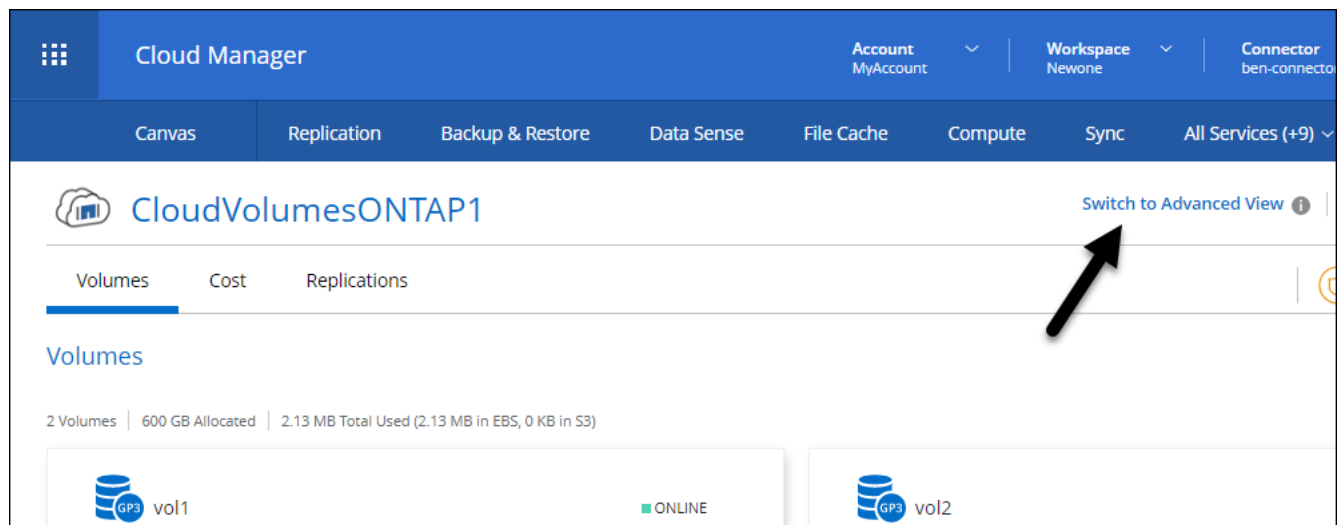 Cloud Manager
Account
MyAccount
Workspace
Newone
Connector
Canvas Replication Backup & Restore Data Sense File Cache Compute Sync All Services (+9)
CloudVolumesONTAP1
Switch to Advanced View
Volumes Cost Replications
Volumes
2 Volumes | 600 GB Allocated | 2.13 MB Total Used (2.13 MB in EBS, 0 KB in S3)
GP3 vol1 ONLINE GP3 vol2